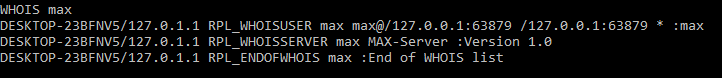 WHOIS max
DESKTOP-23BFNV5/127.0.1.1 RPL_WHOISUSER max max@/127.0.0.1:63879 /127.0.0.1:63879 * :max
DESKTOP-23BFNV5/127.0.1.1 RPL_WHOISSERVER max MAX-Server :Version 1.0
DESKTOP-23BFNV5/127.0.1.1 RPL_ENDOFWHOIS max :End of WHOIS list